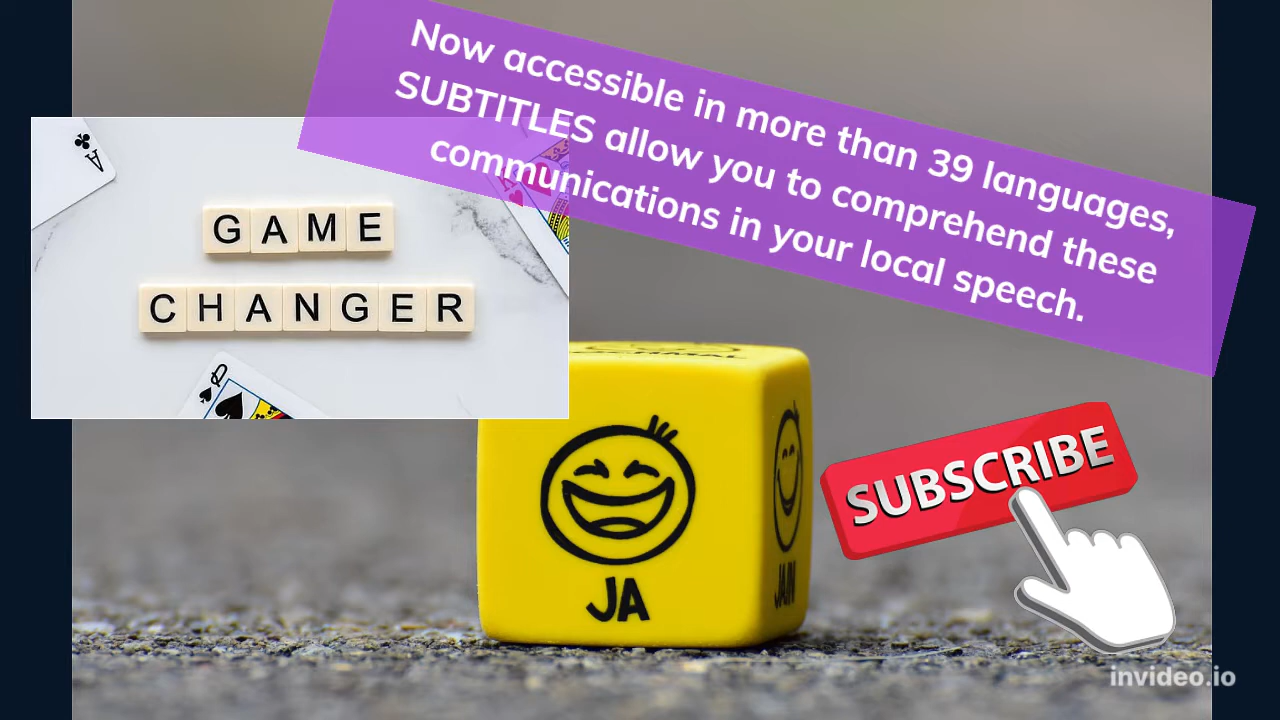 Now accessible in more than 39 languages,
SUBTITLES allow you to comprehend these
communications in your local speech.
A
GAME
CHANGER
Q
SUBSCRIBE
JA
JAIN
invideo.io